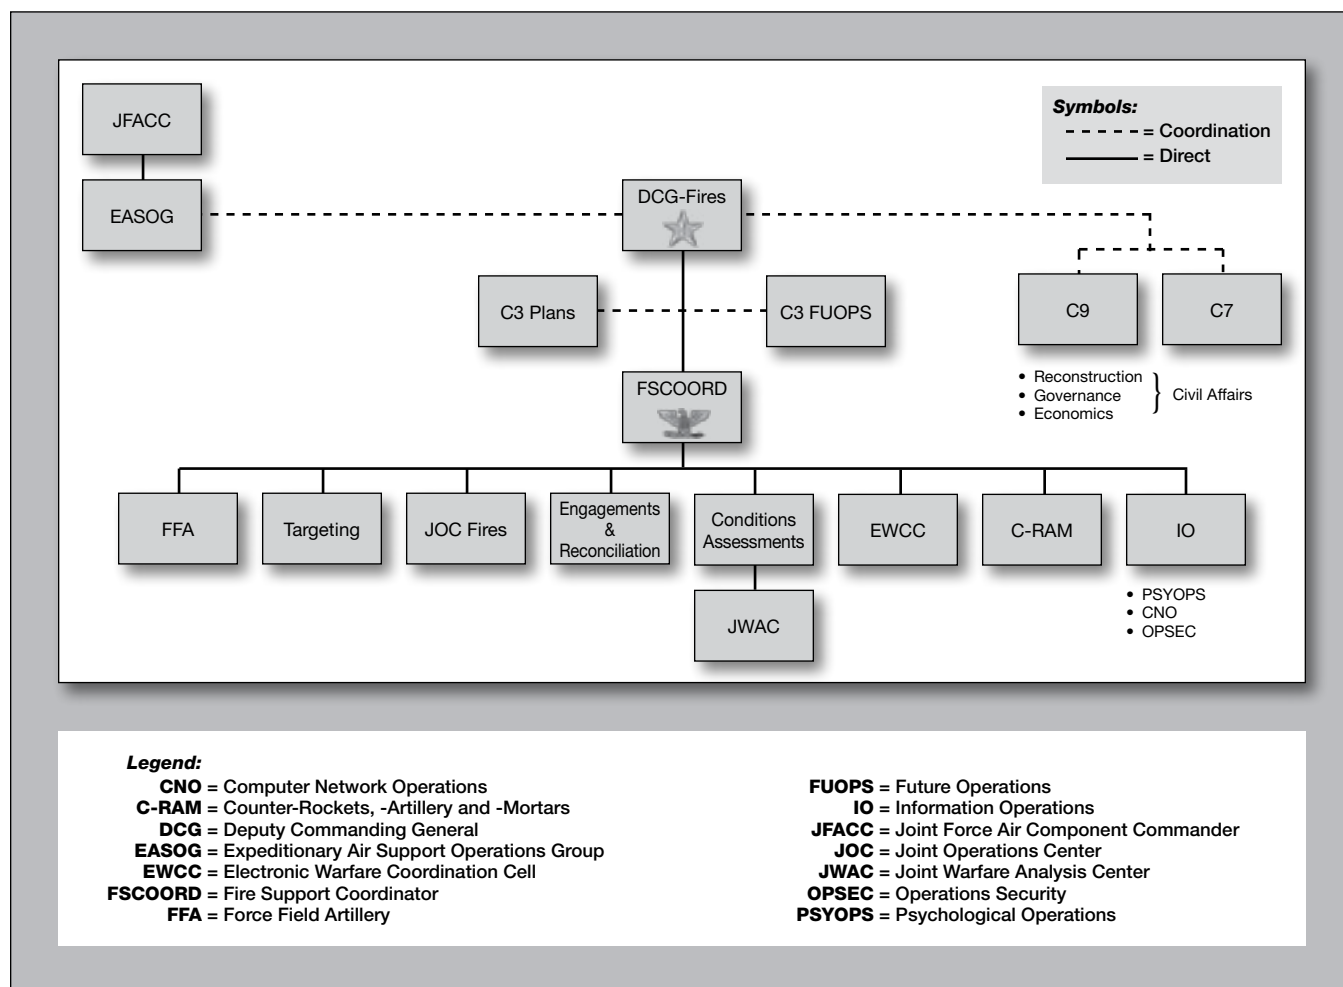 JFACC
Symbols:
= Coordination
= Direct
EASOG
DCG-Fires
C3 Plans
C3 FUOPS
C9
C7
• Reconstruction
• Governance
• Economics
Civil Affairs
FSCOORD
FFA
Targeting
JOC Fires
Engagements
&
Reconciliation
Conditions
Assessments
EWCC
C-RAM
IO
• PSYOPS
• CNO
• OPSEC
JWAC
Legend:
CNO = Computer Network Operations
C-RAM = Counter-Rockets, -Artillery and -Mortars
DCG = Deputy Commanding General
EASOG = Expeditionary Air Support Operations Group
EWCC = Electronic Warfare Coordination Cell
FSCOORD = Fire Support Coordinator
FFA = Force Field Artillery
FUOPS = Future Operations
IO = Information Operations
JFACC = Joint Force Air Component Commander
JOC = Joint Operations Center
JWAC = Joint Warfare Analysis Center
OPSEC = Operations Security
PSYOPS = Psychological Operations